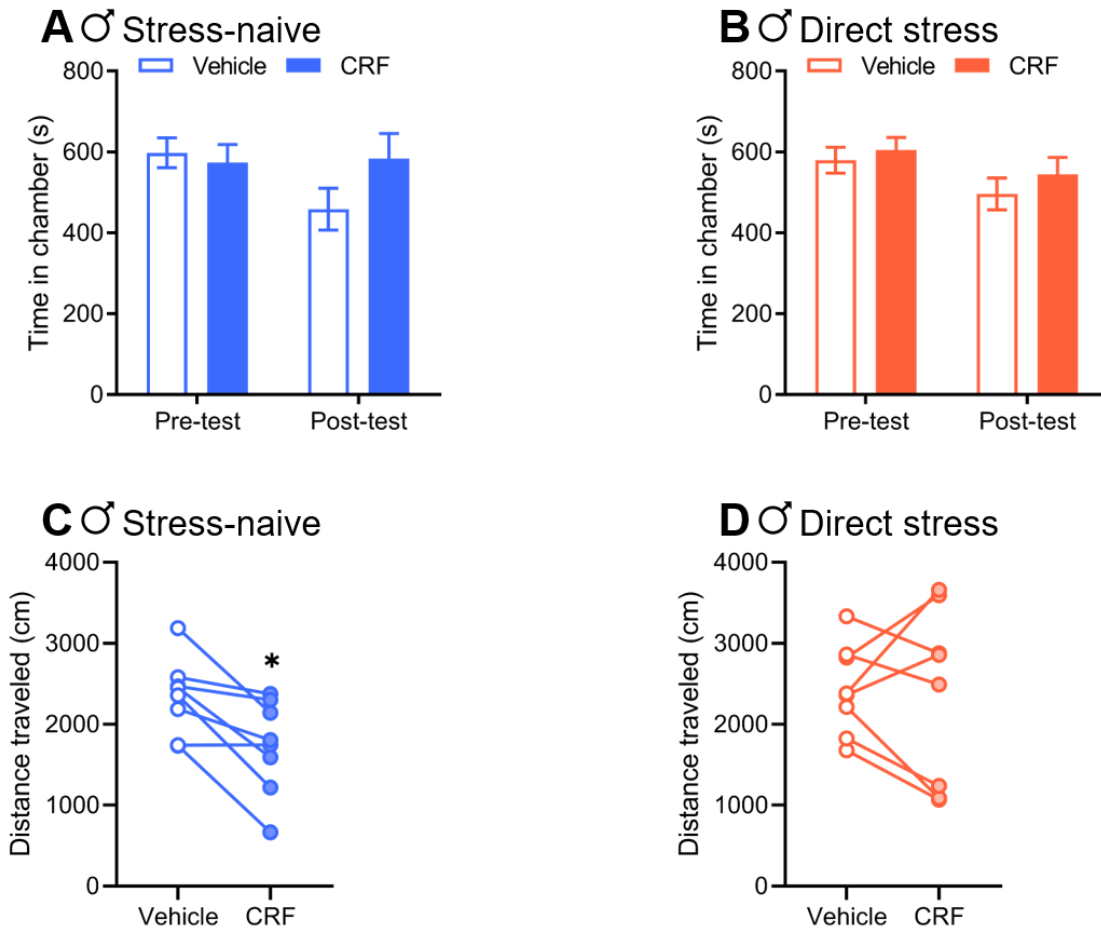 A ♂ Stress-naive
Vehicle CRF
Time in chamber (s)
800
600
400
200
0
Pre-test Post-test
B ♂ Direct stress
Vehicle CRF
Time in chamber (s)
800
600
400
200
0
Pre-test Post-test
C ♂ Stress-naive
Distance traveled (cm)
4000
3000
2000
1000
0
*
Vehicle CRF
D ♂ Direct stress
Distance traveled (cm)
4000
3000
2000
1000
0
Vehicle CRF